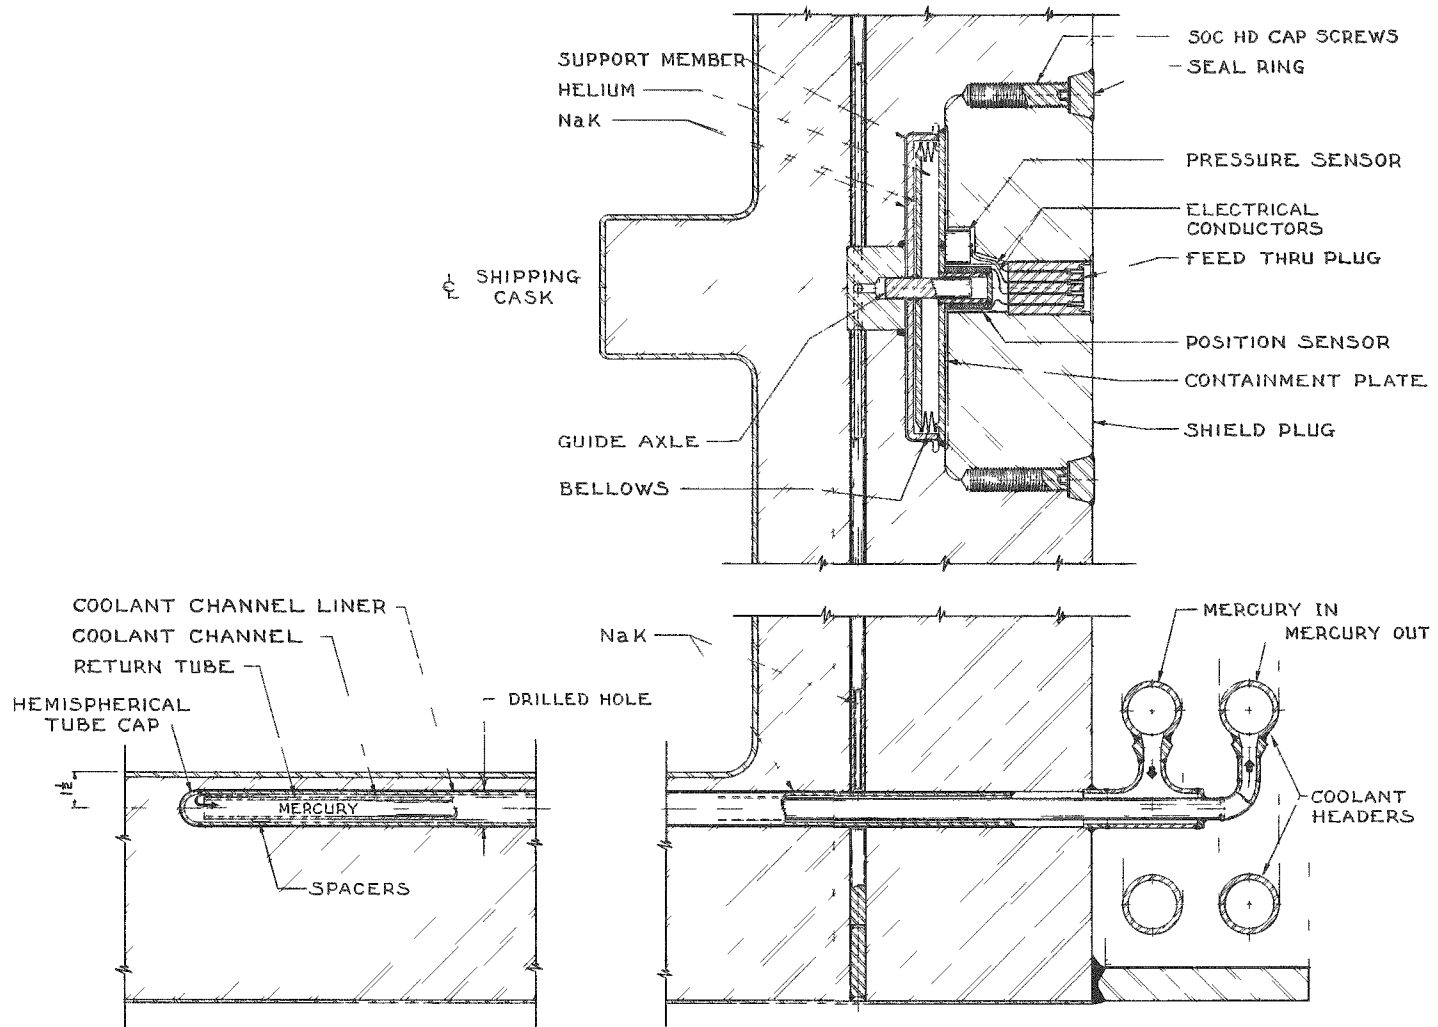 SUPPORT MEMBER
HELIUM
NaK
SOC HD CAP SCREWS
SEAL RING
PRESSURE SENSOR
ELECTRICAL
CONDUCTORS
FEED THRU PLUG
℄ SHIPPING
CASK
POSITION SENSOR
CONTAINMENT PLATE
SHIELD PLUG
GUIDE AXLE
BELLOWS
COOLANT CHANNEL LINER
COOLANT CHANNEL
RETURN TUBE
HEMISPHERICAL
TUBE CAP
DRILLED HOLE
NaK
MERCURY IN
MERCURY OUT
1½
MERCURY
SPACERS
COOLANT
HEADERS